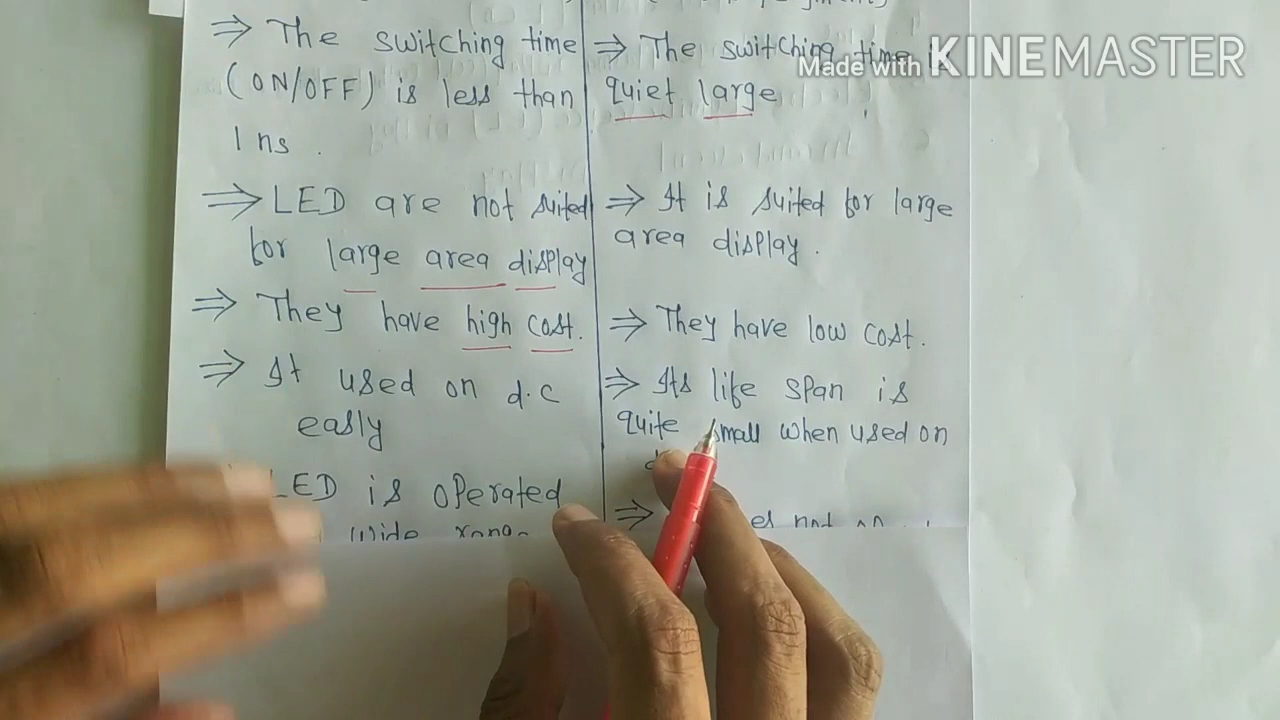 ⇒ The switching time
(ON/OFF) is less than
1 ns.
⇒ LED are not suited
for large area display
⇒ They have high cost.
⇒ It used on d.c
easly
LED is operated
wide
⇒ The switching time
quiet large
⇒ It is suited for large
area display.
⇒ They have low cost.
⇒ Its life span is
quite small when used on
⇒
not
Made with KINEMASTER